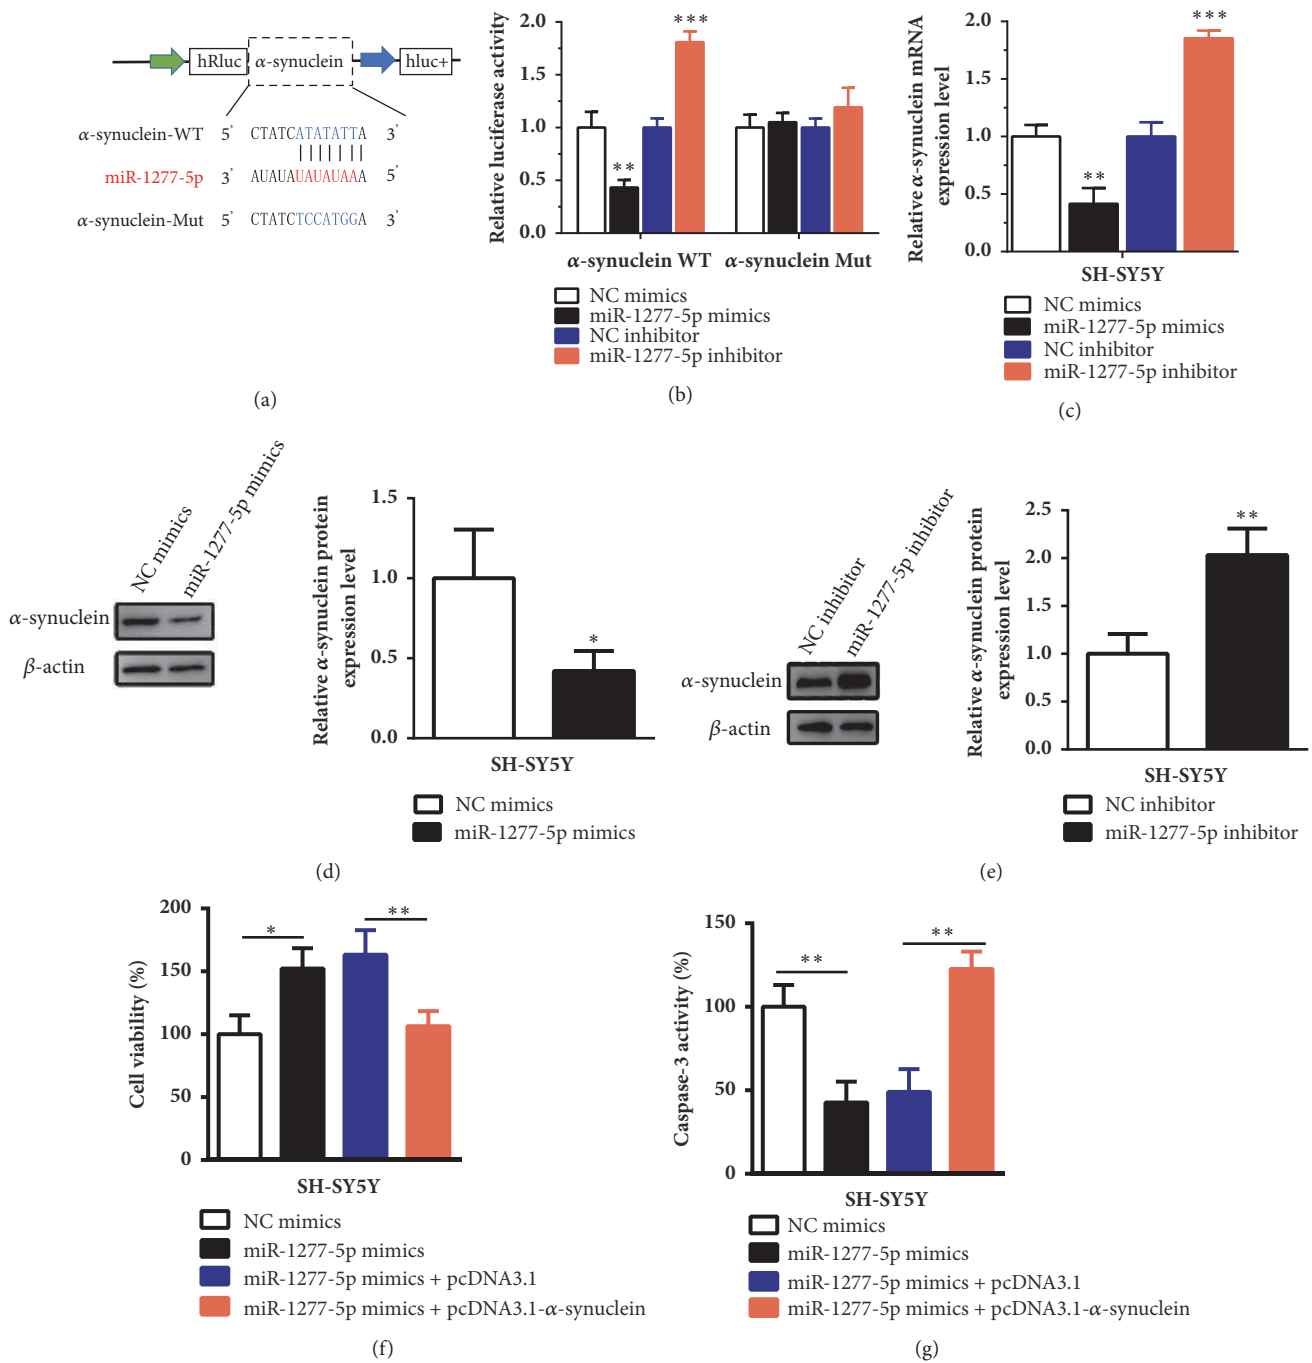 hRluc α-synuclein hluc+
α-synuclein-WT 5’ CTATCATATATTA 3’
miR-1277-5p 3’ AUAUAUAUAUAAA 5’
α-synuclein-Mut 5’ CTATCTCCATGGA 3’
(a)
Relative luciferase activity
2.0
1.5
1.0
0.5
0.0
**
***
α-synuclein WT α-synuclein Mut
NC mimics
miR-1277-5p mimics
NC inhibitor
miR-1277-5p inhibitor
(b)
Relative α-synuclein mRNA
expression level
2.0
1.5
1.0
0.5
0.0
**
***
SH-SY5Y
NC mimics
miR-1277-5p mimics
NC inhibitor
miR-1277-5p inhibitor
(c)
NC mimics
miR-1277-5p mimics
α-synuclein
β-actin
Relative α-synuclein protein
expression level
1.5
1.0
0.5
0.0
*
SH-SY5Y
NC mimics
miR-1277-5p mimics
(d)
NC inhibitor
miR-1277-5p inhibitor
α-synuclein
β-actin
Relative α-synuclein protein
expression level
2.5
2.0
1.5
1.0
0.5
0.0
**
SH-SY5Y
NC inhibitor
miR-1277-5p inhibitor
(e)
Cell viability (%)
200
150
100
50
0
*
**
SH-SY5Y
NC mimics
miR-1277-5p mimics
miR-1277-5p mimics + pcDNA3.1
miR-1277-5p mimics + pcDNA3.1-α-synuclein
(f)
Caspase-3 activity (%)
150
100
50
0
**
**
SH-SY5Y
NC mimics
miR-1277-5p mimics
miR-1277-5p mimics + pcDNA3.1
miR-1277-5p mimics + pcDNA3.1-α-synuclein
(g)